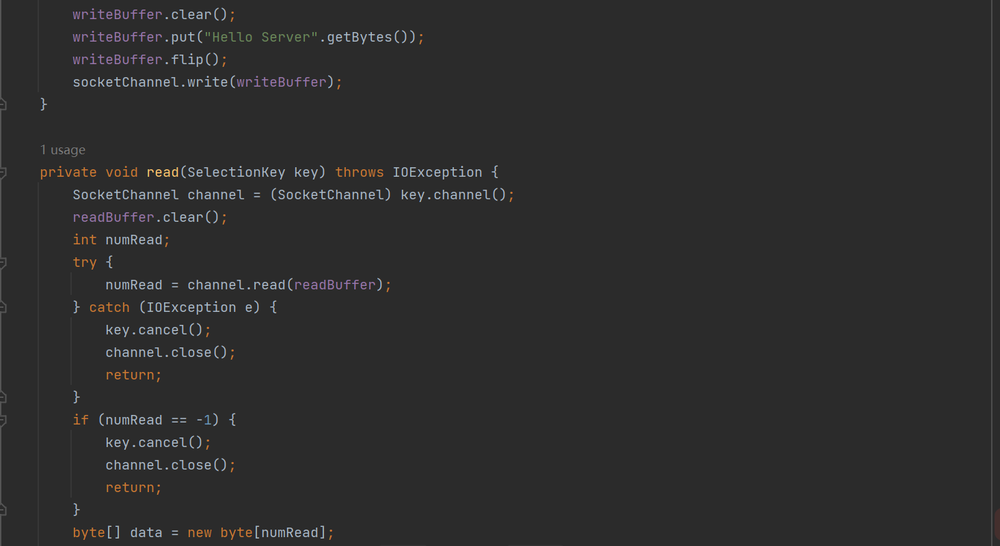 writeBuffer.clear();
writeBuffer.put("Hello Server".getBytes());
writeBuffer.flip();
socketChannel.write(writeBuffer);
}
1 usage
private void read(SelectionKey key) throws IOException {
SocketChannel channel = (SocketChannel) key.channel();
readBuffer.clear();
int numRead;
try {
numRead = channel.read(readBuffer);
} catch (IOException e) {
key.cancel();
channel.close();
return;
}
if (numRead == -1) {
key.cancel();
channel.close();
return;
}
byte[] data = new byte[numRead];